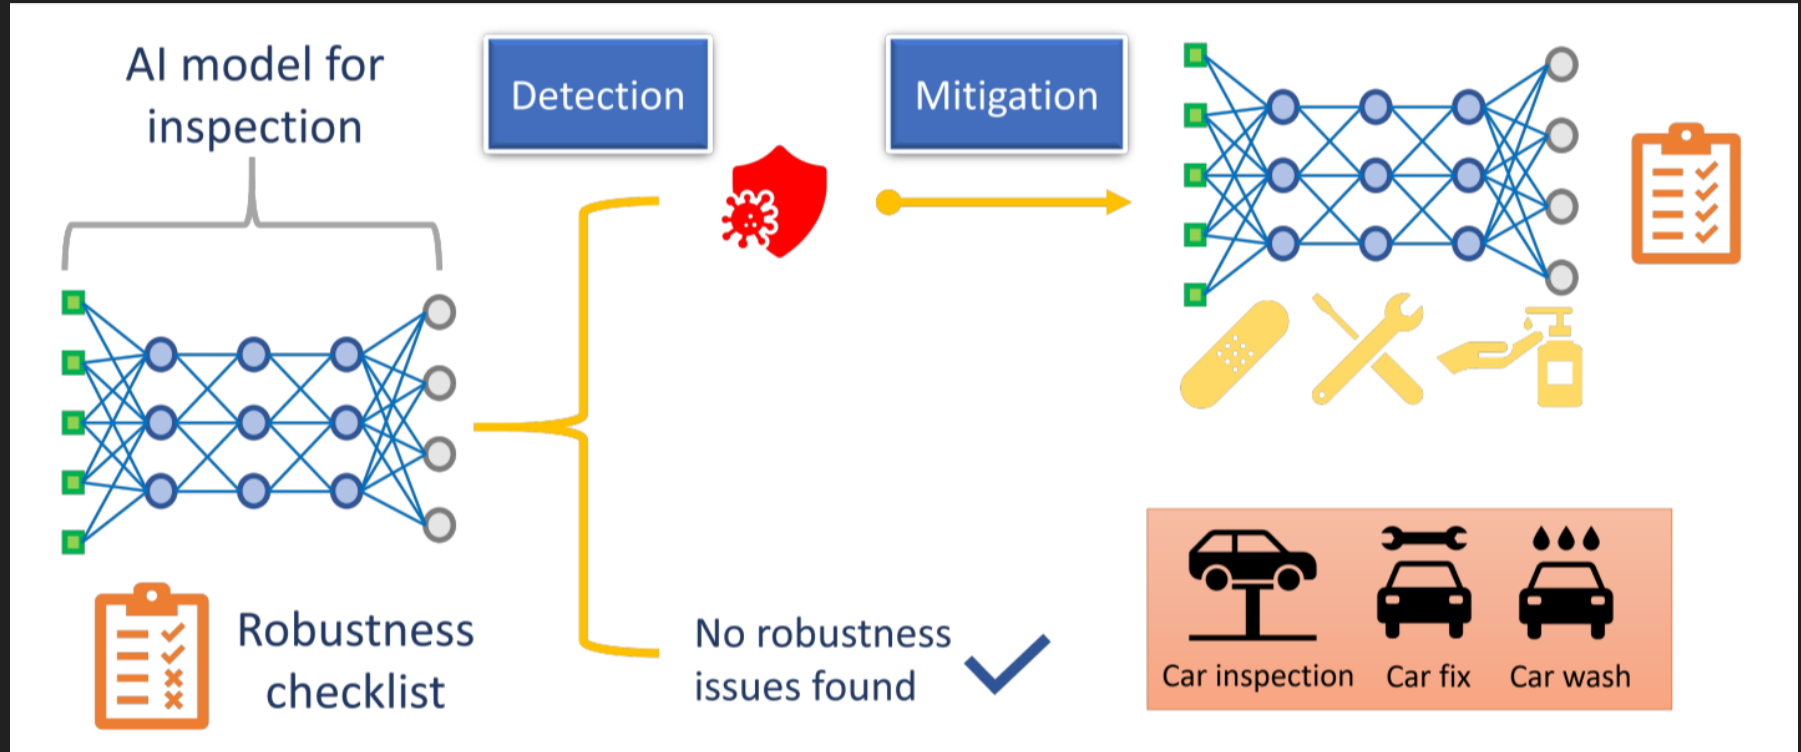 AI model for
inspection
Detection
Mitigation
Robustness
checklist
No robustness
issues found
Car inspection
Car fix
Car wash